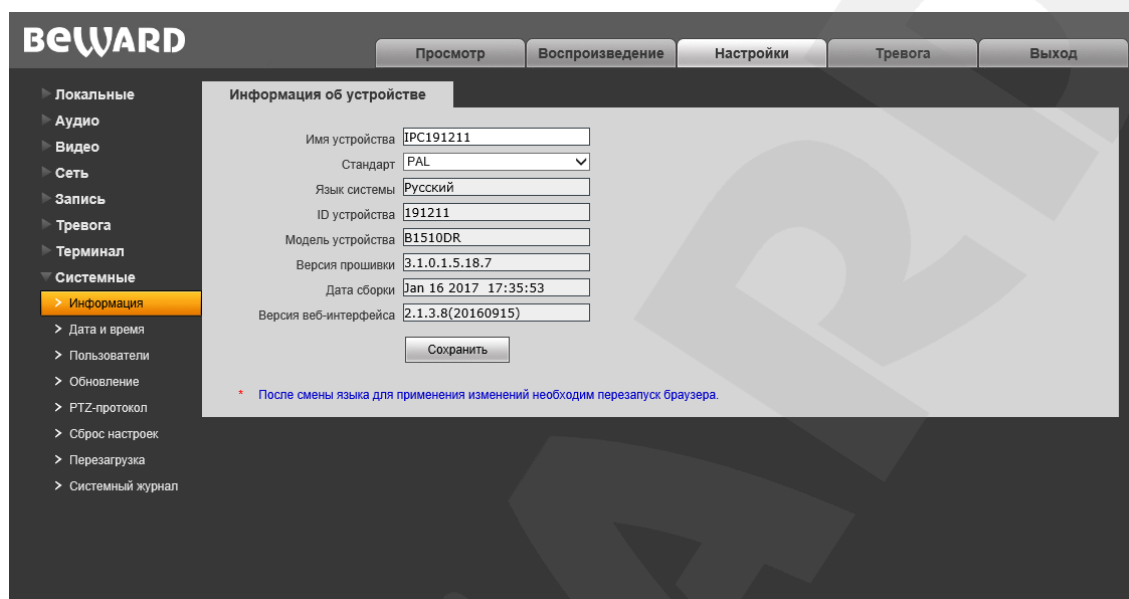 BEWARD
Просмотр
Воспроизведение
Настройки
Тревога
Выход
Локальные
Аудио
Видео
Сеть
Запись
Тревога
Терминал
Системные
> Информация
> Дата и время
> Пользователи
> Обновление
> PTZ-протокол
> Сброс настроек
> Перезагрузка
> Системный журнал
Информация об устройстве
Имя устройства IPC191211
Стандарт PAL
Язык системы Русский
ID устройства 191211
Модель устройства B1510DR
Версия прошивки 3.1.0.1.5.18.7
Дата сборки Jan 16 2017 17:35:53
Версия веб-интерфейса 2.1.3.8(20160915)
Сохранить
* После смены языка для применения изменений необходим перезапуск браузера.